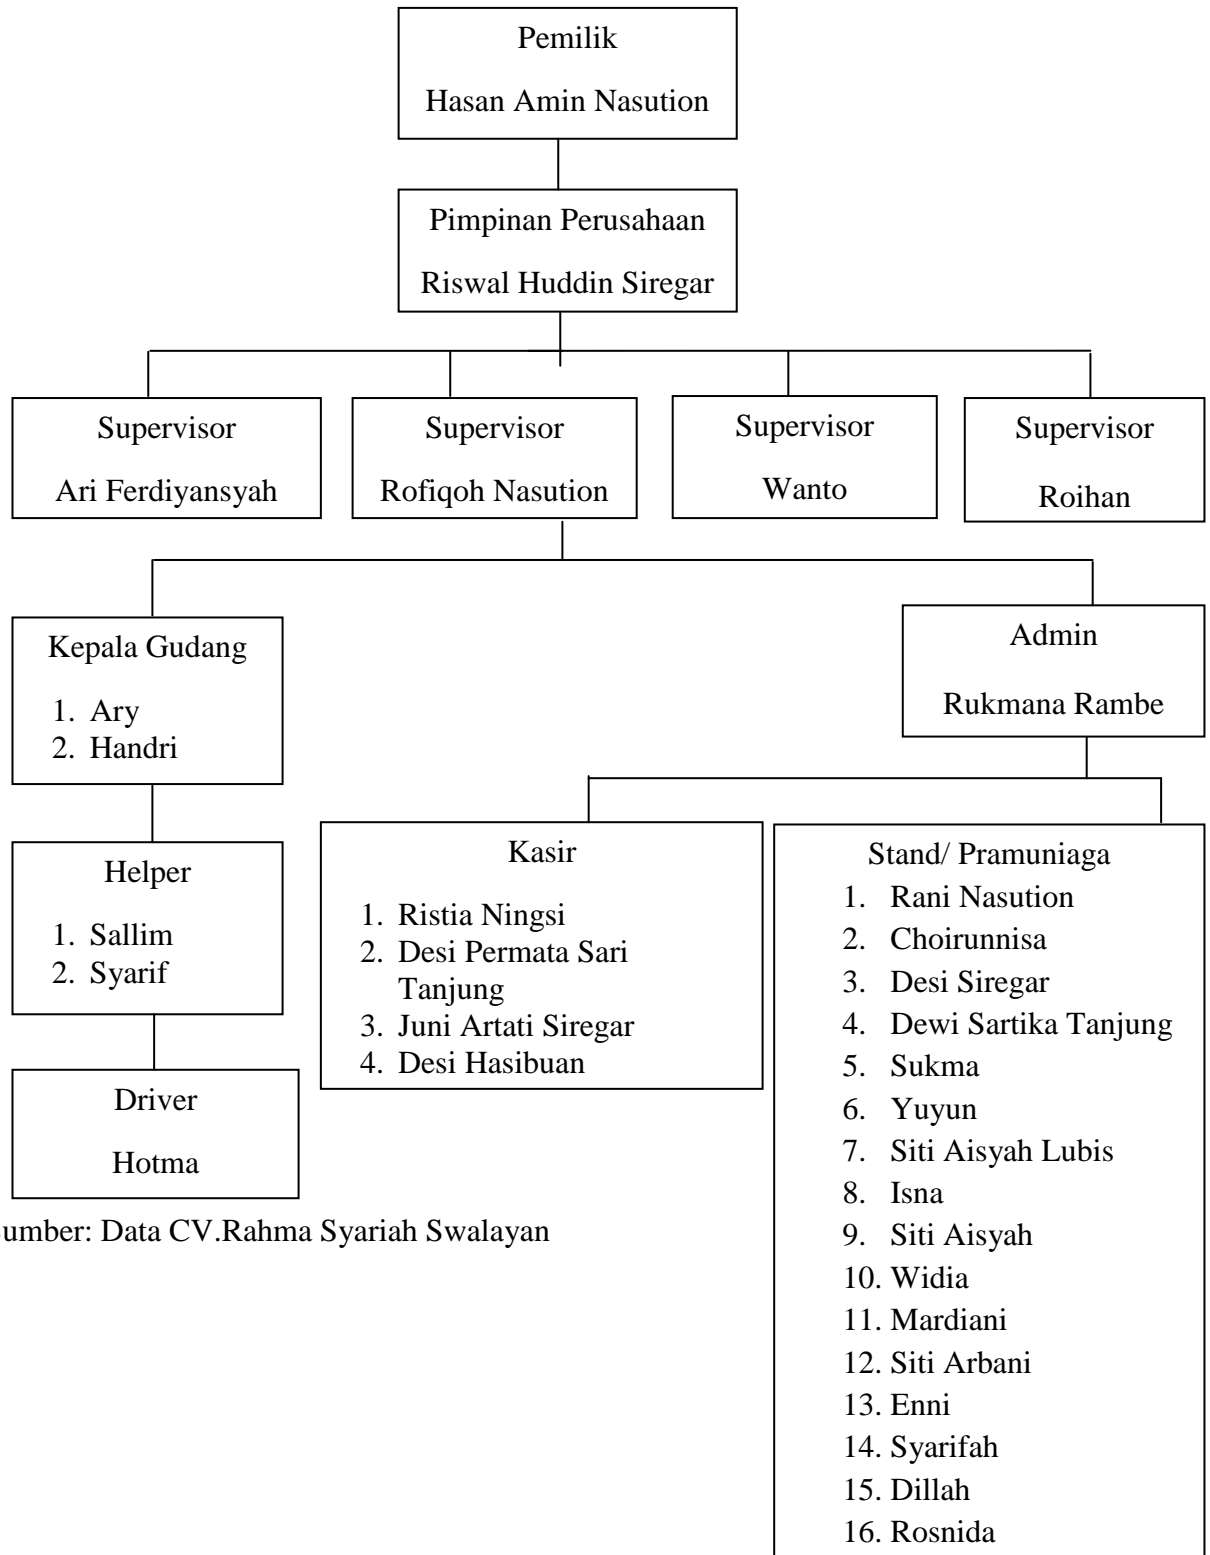 Pemilik
Hasan Amin Nasution
Pimpinan Perusahaan
Riswal Huddin Siregar
Supervisor
Ari Ferdiyansyah
Supervisor
Rofiqoh Nasution
Supervisor
Wanto
Supervisor
Roihan
Kepala Gudang
1. Ary
2. Handri
Admin
Rukmana Rambe
Helper
1. Sallim
2. Syarif
Kasir
1. Ristia Ningsi
2. Desi Permata Sari
Tanjung
3. Juni Artati Siregar
4. Desi Hasibuan
Stand/ Pramuniaga
1. Rani Nasution
2. Choirunnisa
3. Desi Siregar
4. Dewi Sartika Tanjung
5. Sukma
6. Yuyun
7. Siti Aisyah Lubis
8. Isna
9. Siti Aisyah
10. Widia
11. Mardiani
12. Siti Arbani
13. Enni
14. Syarifah
15. Dillah
16. Rosnida
Driver
Hotma
umber: Data CV.Rahma Syariah Swalayan